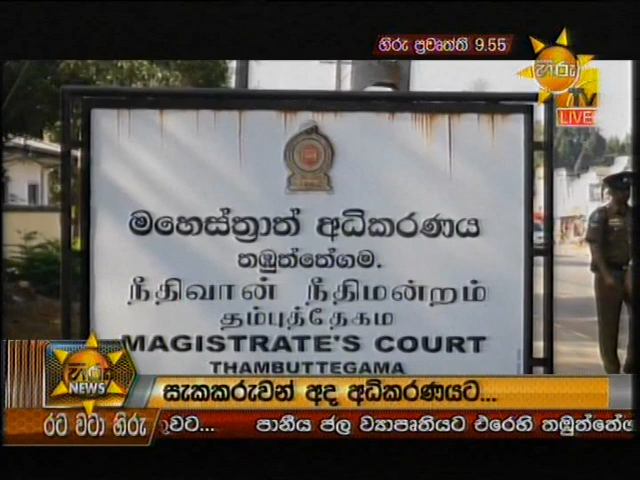 හිරු ප්‍රවෘත්ති 9.55
හිරු
TV
LIVE
මහෙස්ත්‍රාත් අධිකරණය
තඹුත්තේගම.
நீதிவான் நீதிமன்றம்
தம்புத்தேகம
MAGISTRATE'S COURT
THAMBUTTEGAMA
හිරු
NEWS
සැකකරුවන් අද අධිකරණයට...
රට වටා හිරු
පානීය ජල ව්‍යාපෘතියට එරෙහි